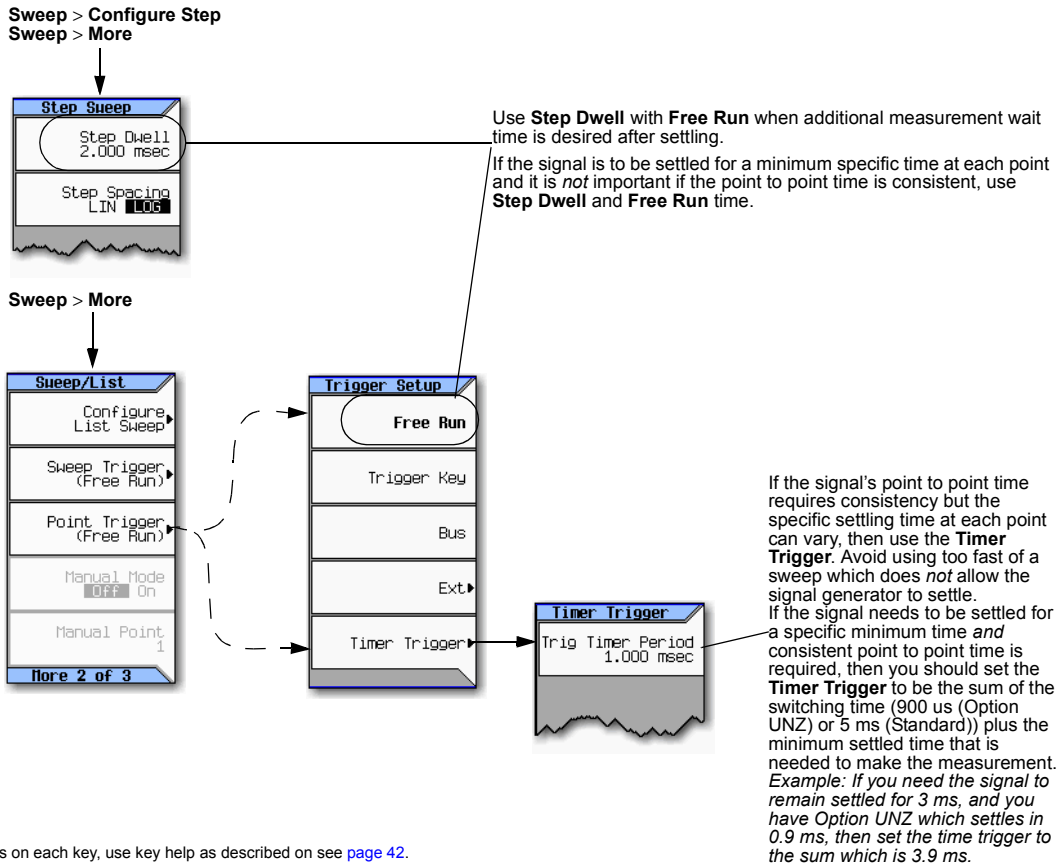 Sweep > Configure Step
Sweep > More
Step Sweep
Step Dwell
2.000 msec
Step Spacing
LIN LOG
Use Step Dwell with Free Run when additional measurement wait
time is desired after settling.
If the signal is to be settled for a minimum specific time at each point
and it is not important if the point to point time is consistent, use
Step Dwell and Free Run time.
Sweep > More
Sweep/List
Configure
List Sweep
Sweep Trigger
(Free Run)
Point Trigger
(Free Run)
Manual Mode
Off On
Manual Point
1
More 2 of 3
Trigger Setup
Free Run
Trigger Key
Bus
Ext
Timer Trigger
Timer Trigger
Trig Timer Period
1.000 msec
If the signal's point to point time
requires consistency but the
specific settling time at each point
can vary, then use the Timer
Trigger. Avoid using too fast of a
sweep which does not allow the
signal generator to settle.
If the signal needs to be settled for
a specific minimum time and
consistent point to point time is
required, then you should set the
Timer Trigger to be the sum of the
switching time (900 us (Option
UNZ) or 5 ms (Standard)) plus the
minimum settled time that is
needed to make the measurement.
Example: If you need the signal to
remain settled for 3 ms, and you
have Option UNZ which settles in
0.9 ms, then set the time trigger to
the sum which is 3.9 ms.
s on each key, use key help as described on see page 42.